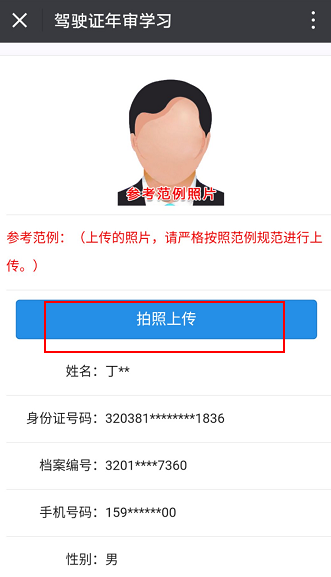 驾驶证年审学习
参考范例照片
参考范例：（上传的照片，请严格按照范例规范进行上
传。）
拍照上传
姓名：丁**
身份证号码：320381********1836
档案编号：3201****7360
手机号码：159******00
性别：男